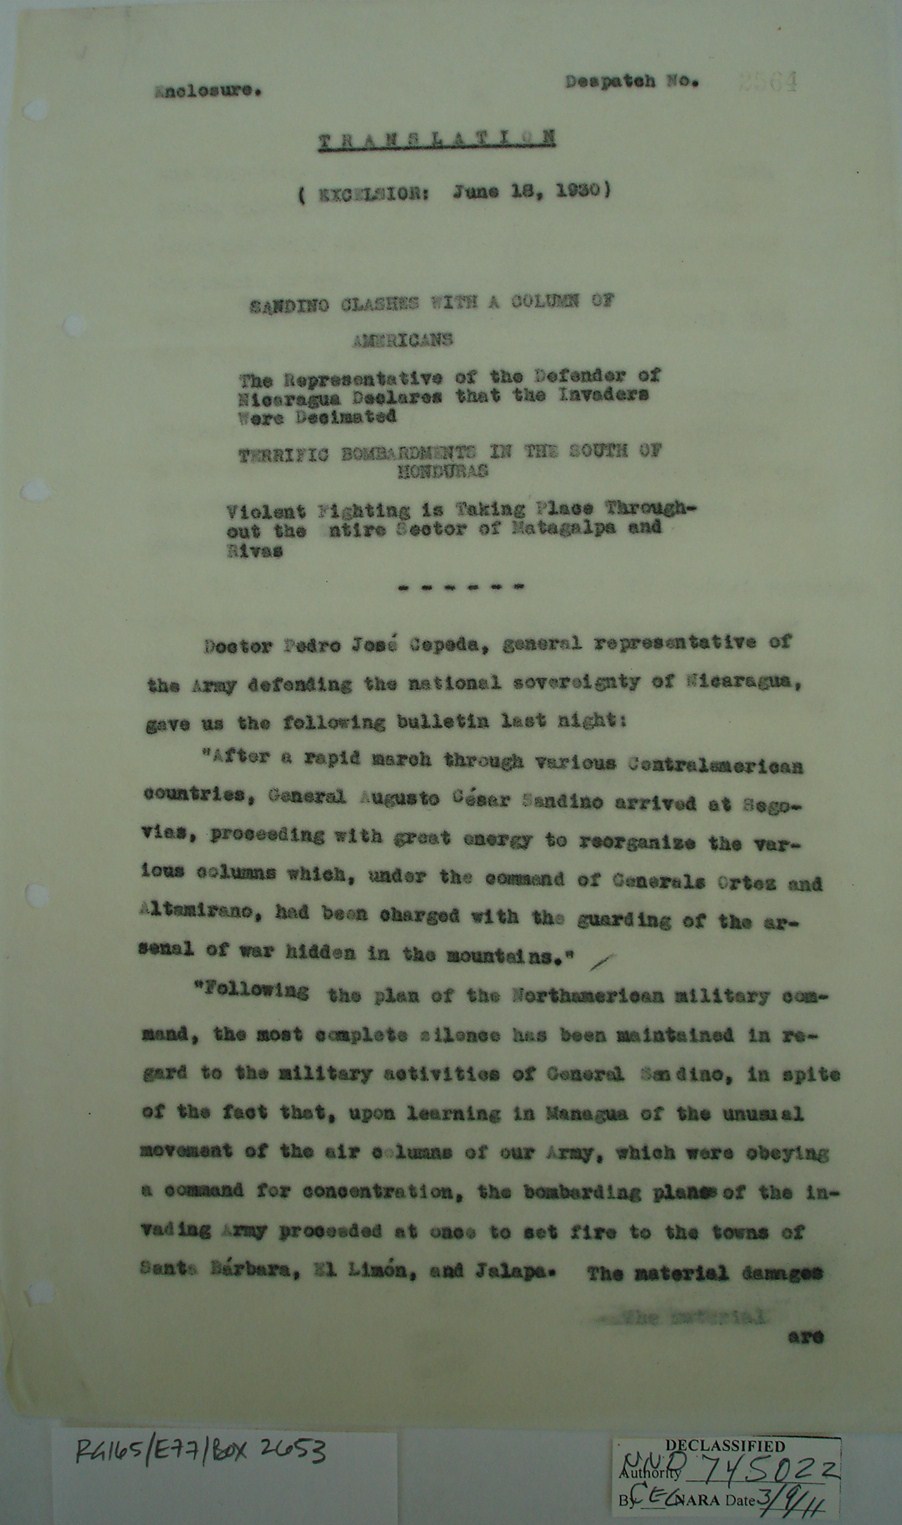 Enclosure.
Despatch No. 2564
TRANSLATION
( EXCELSIOR: June 18, 1930)
SANDINO CLASHES WITH A COLUMN OF
AMERICANS
The Representative of the Defender of
Nicaragua Declares that the Invaders
Were Decimated
TERRIFIC BOMBARDMENTS IN THE SOUTH OF
HONDURAS
Violent Fighting is Taking Place Through-
out the ntire Sector of Matagalpa and
Rivas
- - - - - -
Doctor Pedro José Cepeda, general representative of
the Army defending the national sovereignty of Nicaragua,
gave us the following bulletin last night:
"After a rapid march through various Centralamerican
countries, General Augusto César Sandino arrived at Sego-
vias, proceeding with great energy to reorganize the var-
ious columns which, under the command of Generals Ortez and
Altamirano, had been charged with the guarding of the ar-
senal of war hidden in the mountains."
"Following the plan of the Northamerican military com-
mand, the most complete silence has been maintained in re-
gard to the military activities of General Sandino, in spite
of the fact that, upon learning in Managua of the unusual
movement of the air columns of our Army, which were obeying
a command for concentration, the bombarding planes of the in-
vading Army proceeded at once to set fire to the towns of
Santa Bárbara, El Limón, and Jalapa. The material damages
The material
are
RG165/E77/Box 2653
DECLASSIFIED
Authority NND 745022
By CEG NARA Date 3/9/11